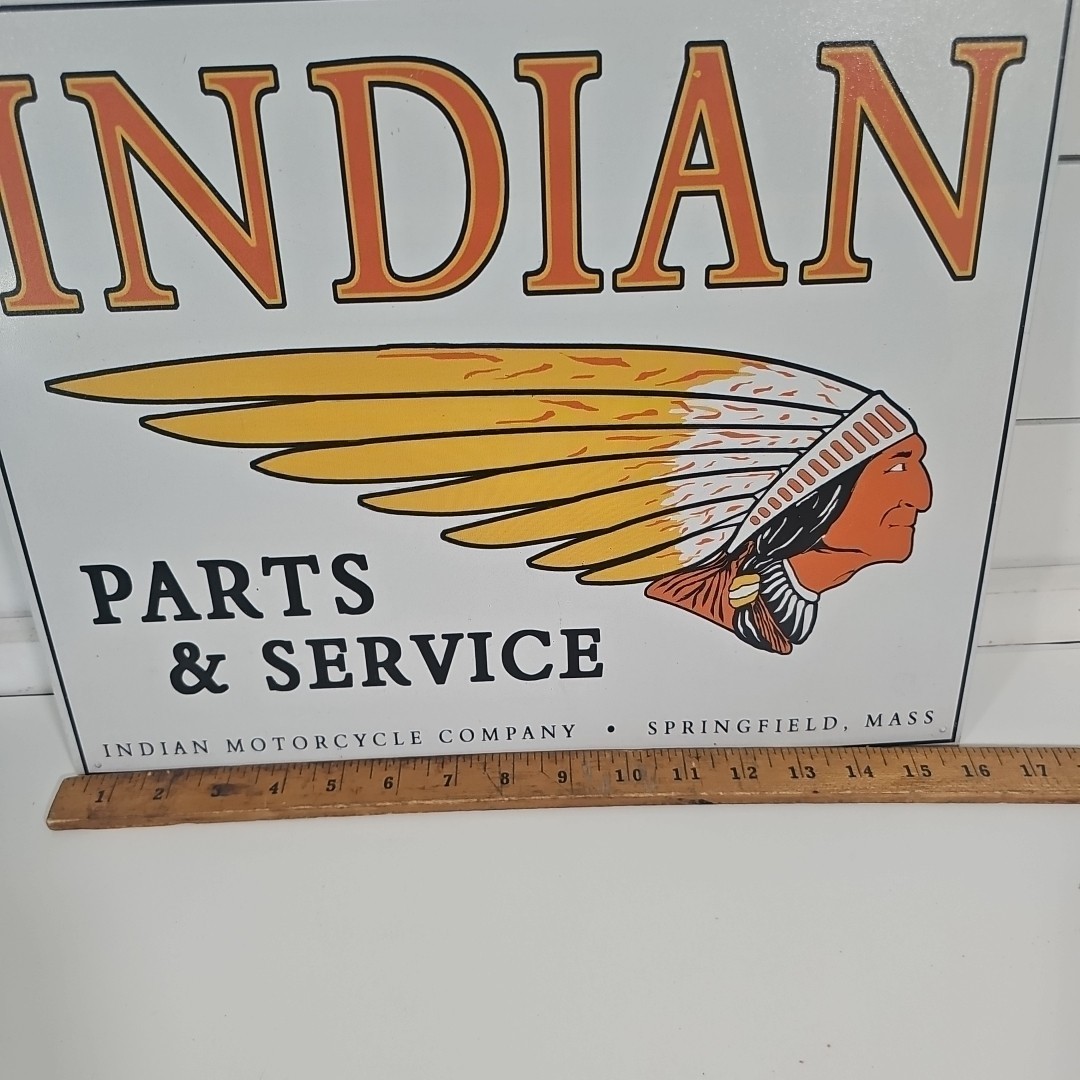 INDIAN
PARTS
& SERVICE
INDIAN MOTORCYCLE COMPANY • SPRINGFIELD, MASS
1 2 3 4 5 6 7 8 9 10 11 12 13 14 15 16 17